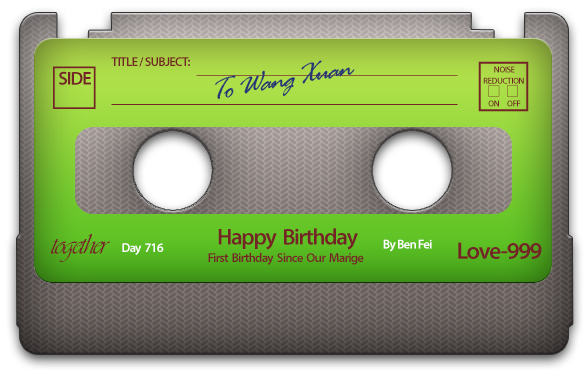 SIDE
TITLE / SUBJECT:
To Wang Xuan
NOISE
REDUCTION
ON OFF
together
Day 716
Happy Birthday
First Birthday Since Our Marige
By Ben Fei
Love-999